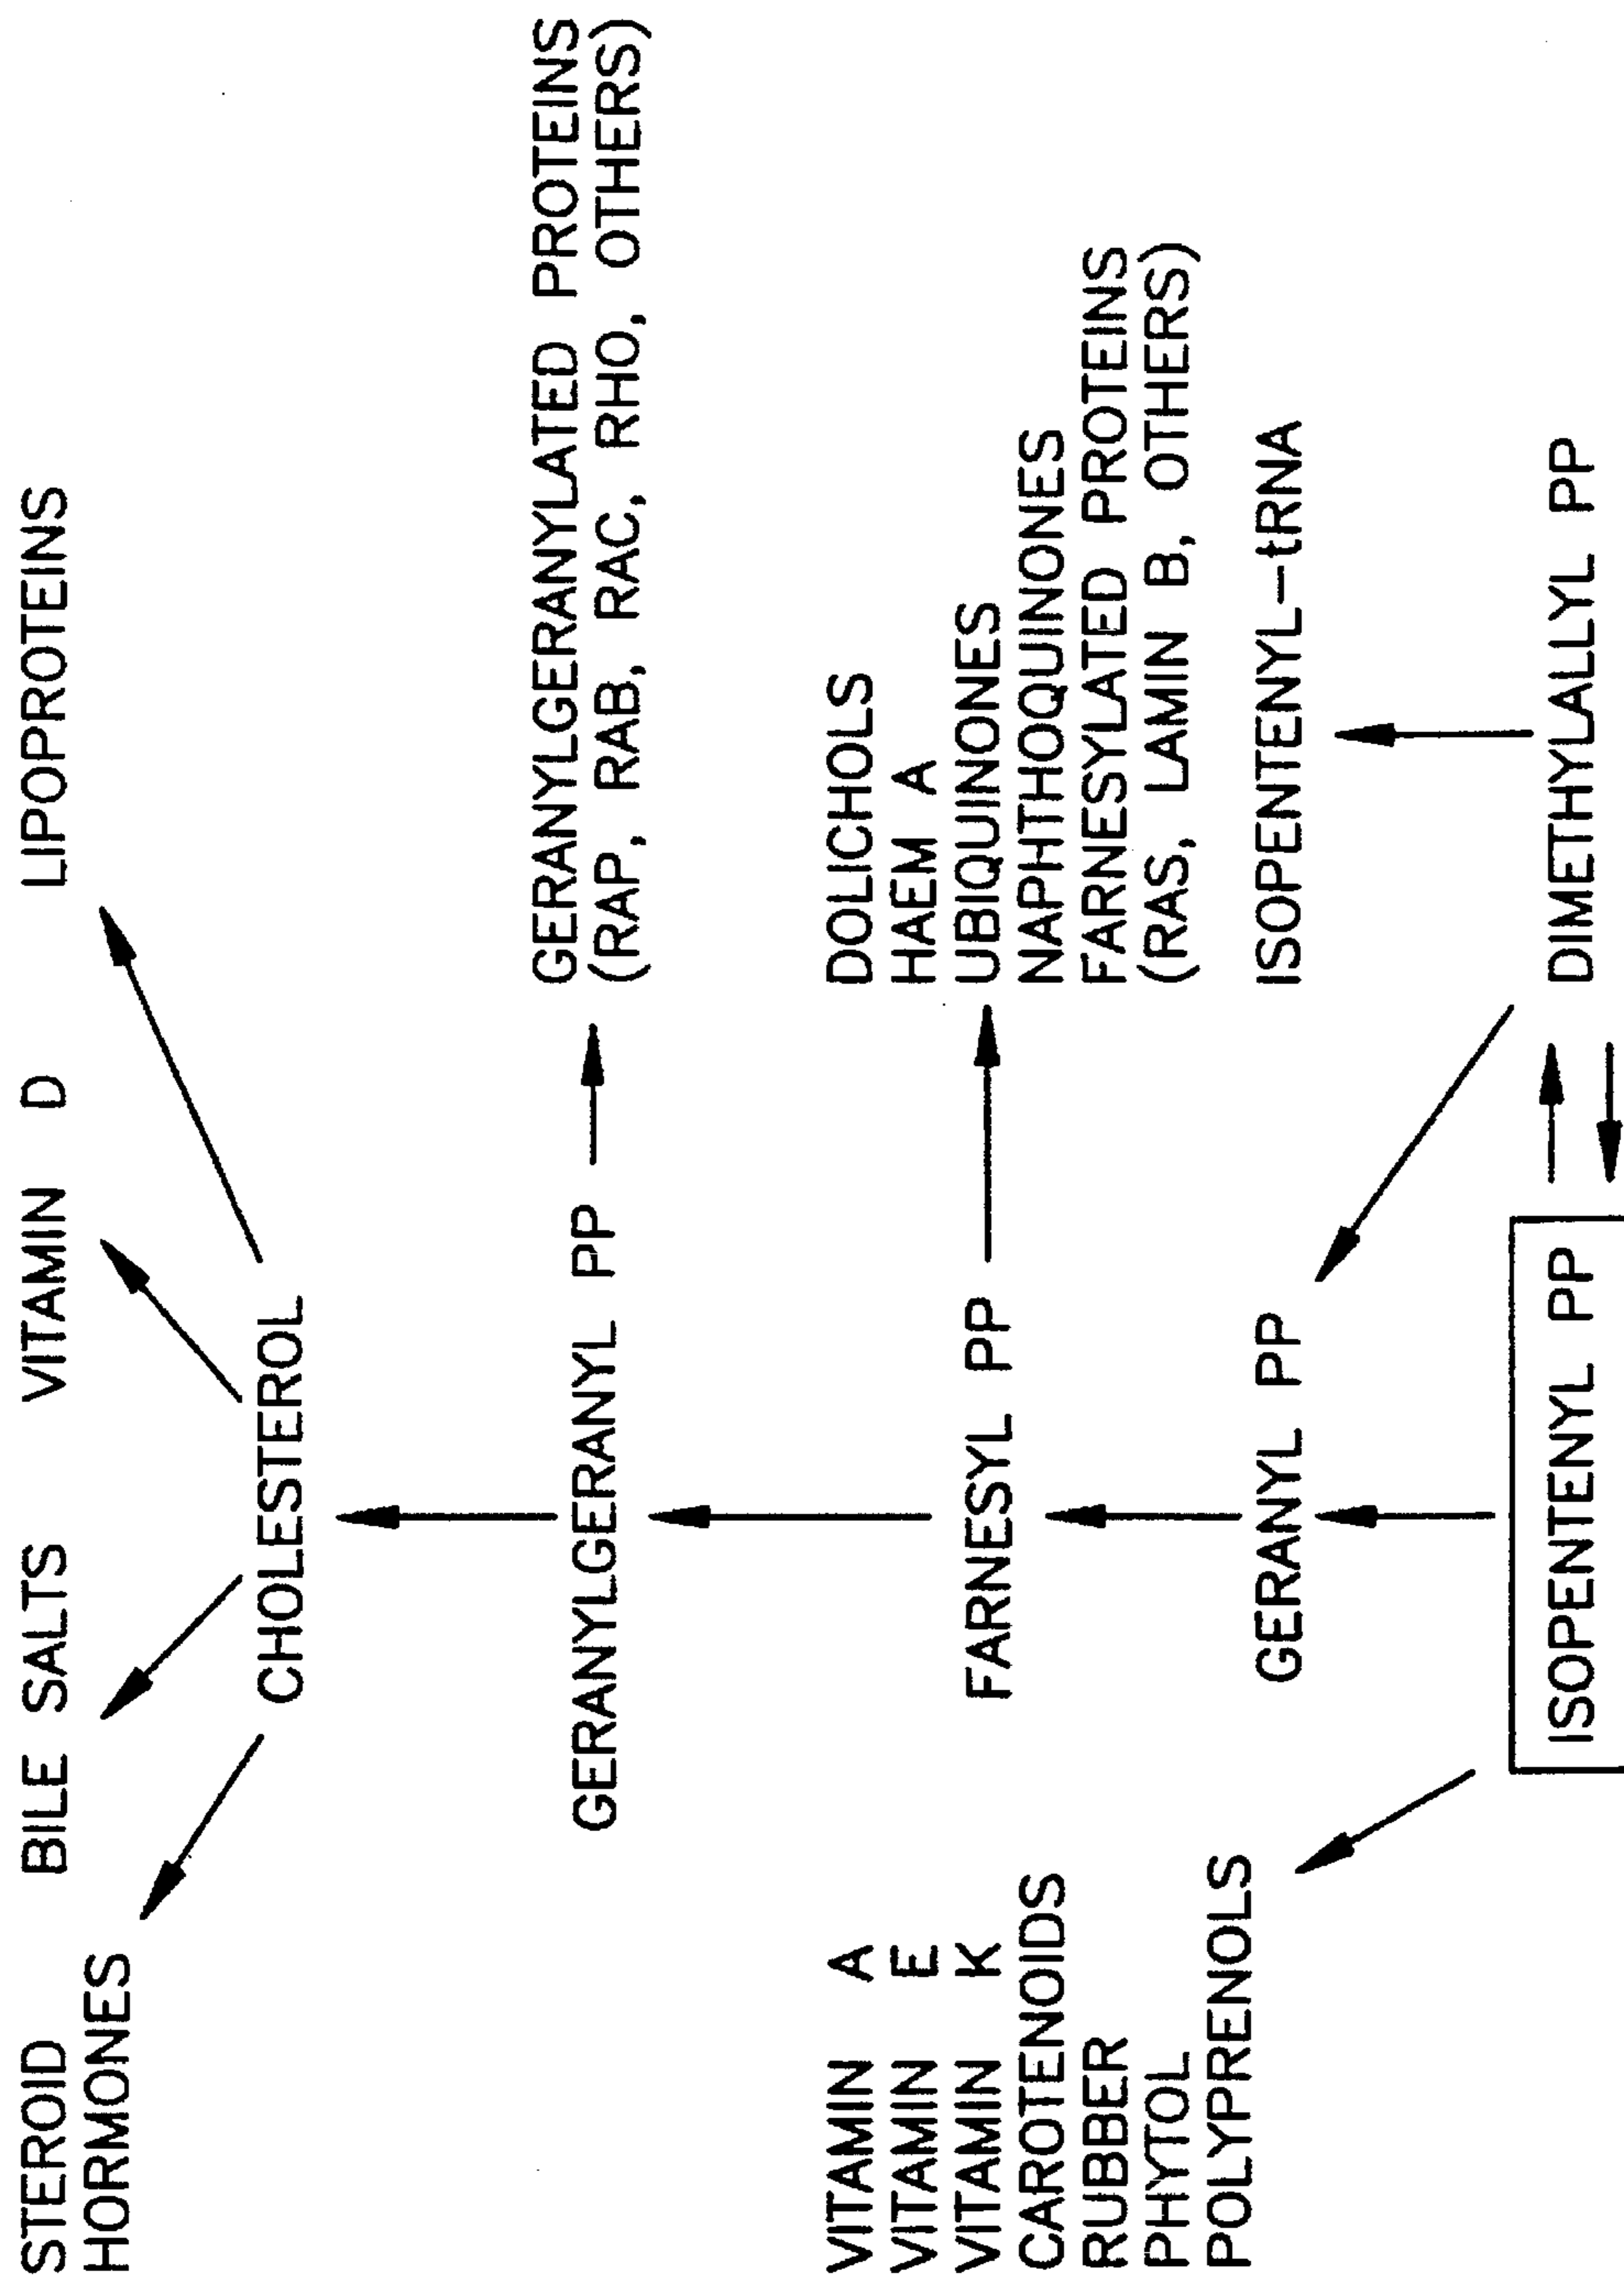 STEROID HORMONES
BILE SALTS
VITAMIN D
LIPOPROTEINS
CHOLESTEROL
GERANYLGERANYL PP
GERANYLGERANYLATED PROTEINS
(RAP, RAB, RAC, RHO, OTHERS)
VITAMIN A
VITAMIN E
VITAMIN K
CAROTENOIDS
RUBBER
PHYTOL
POLYPRENOLS
FARNESYL PP
DOLICHOLS
HAEM A
UBIQUINONES
NAPHTHOQUINONES
FARNESYLATED PROTEINS
(RAS, LAMIN B, OTHERS)
GERANYL PP
ISOPENTENYL-tRNA
ISOPENTENYL PP
DIMETHYLALLYL PP